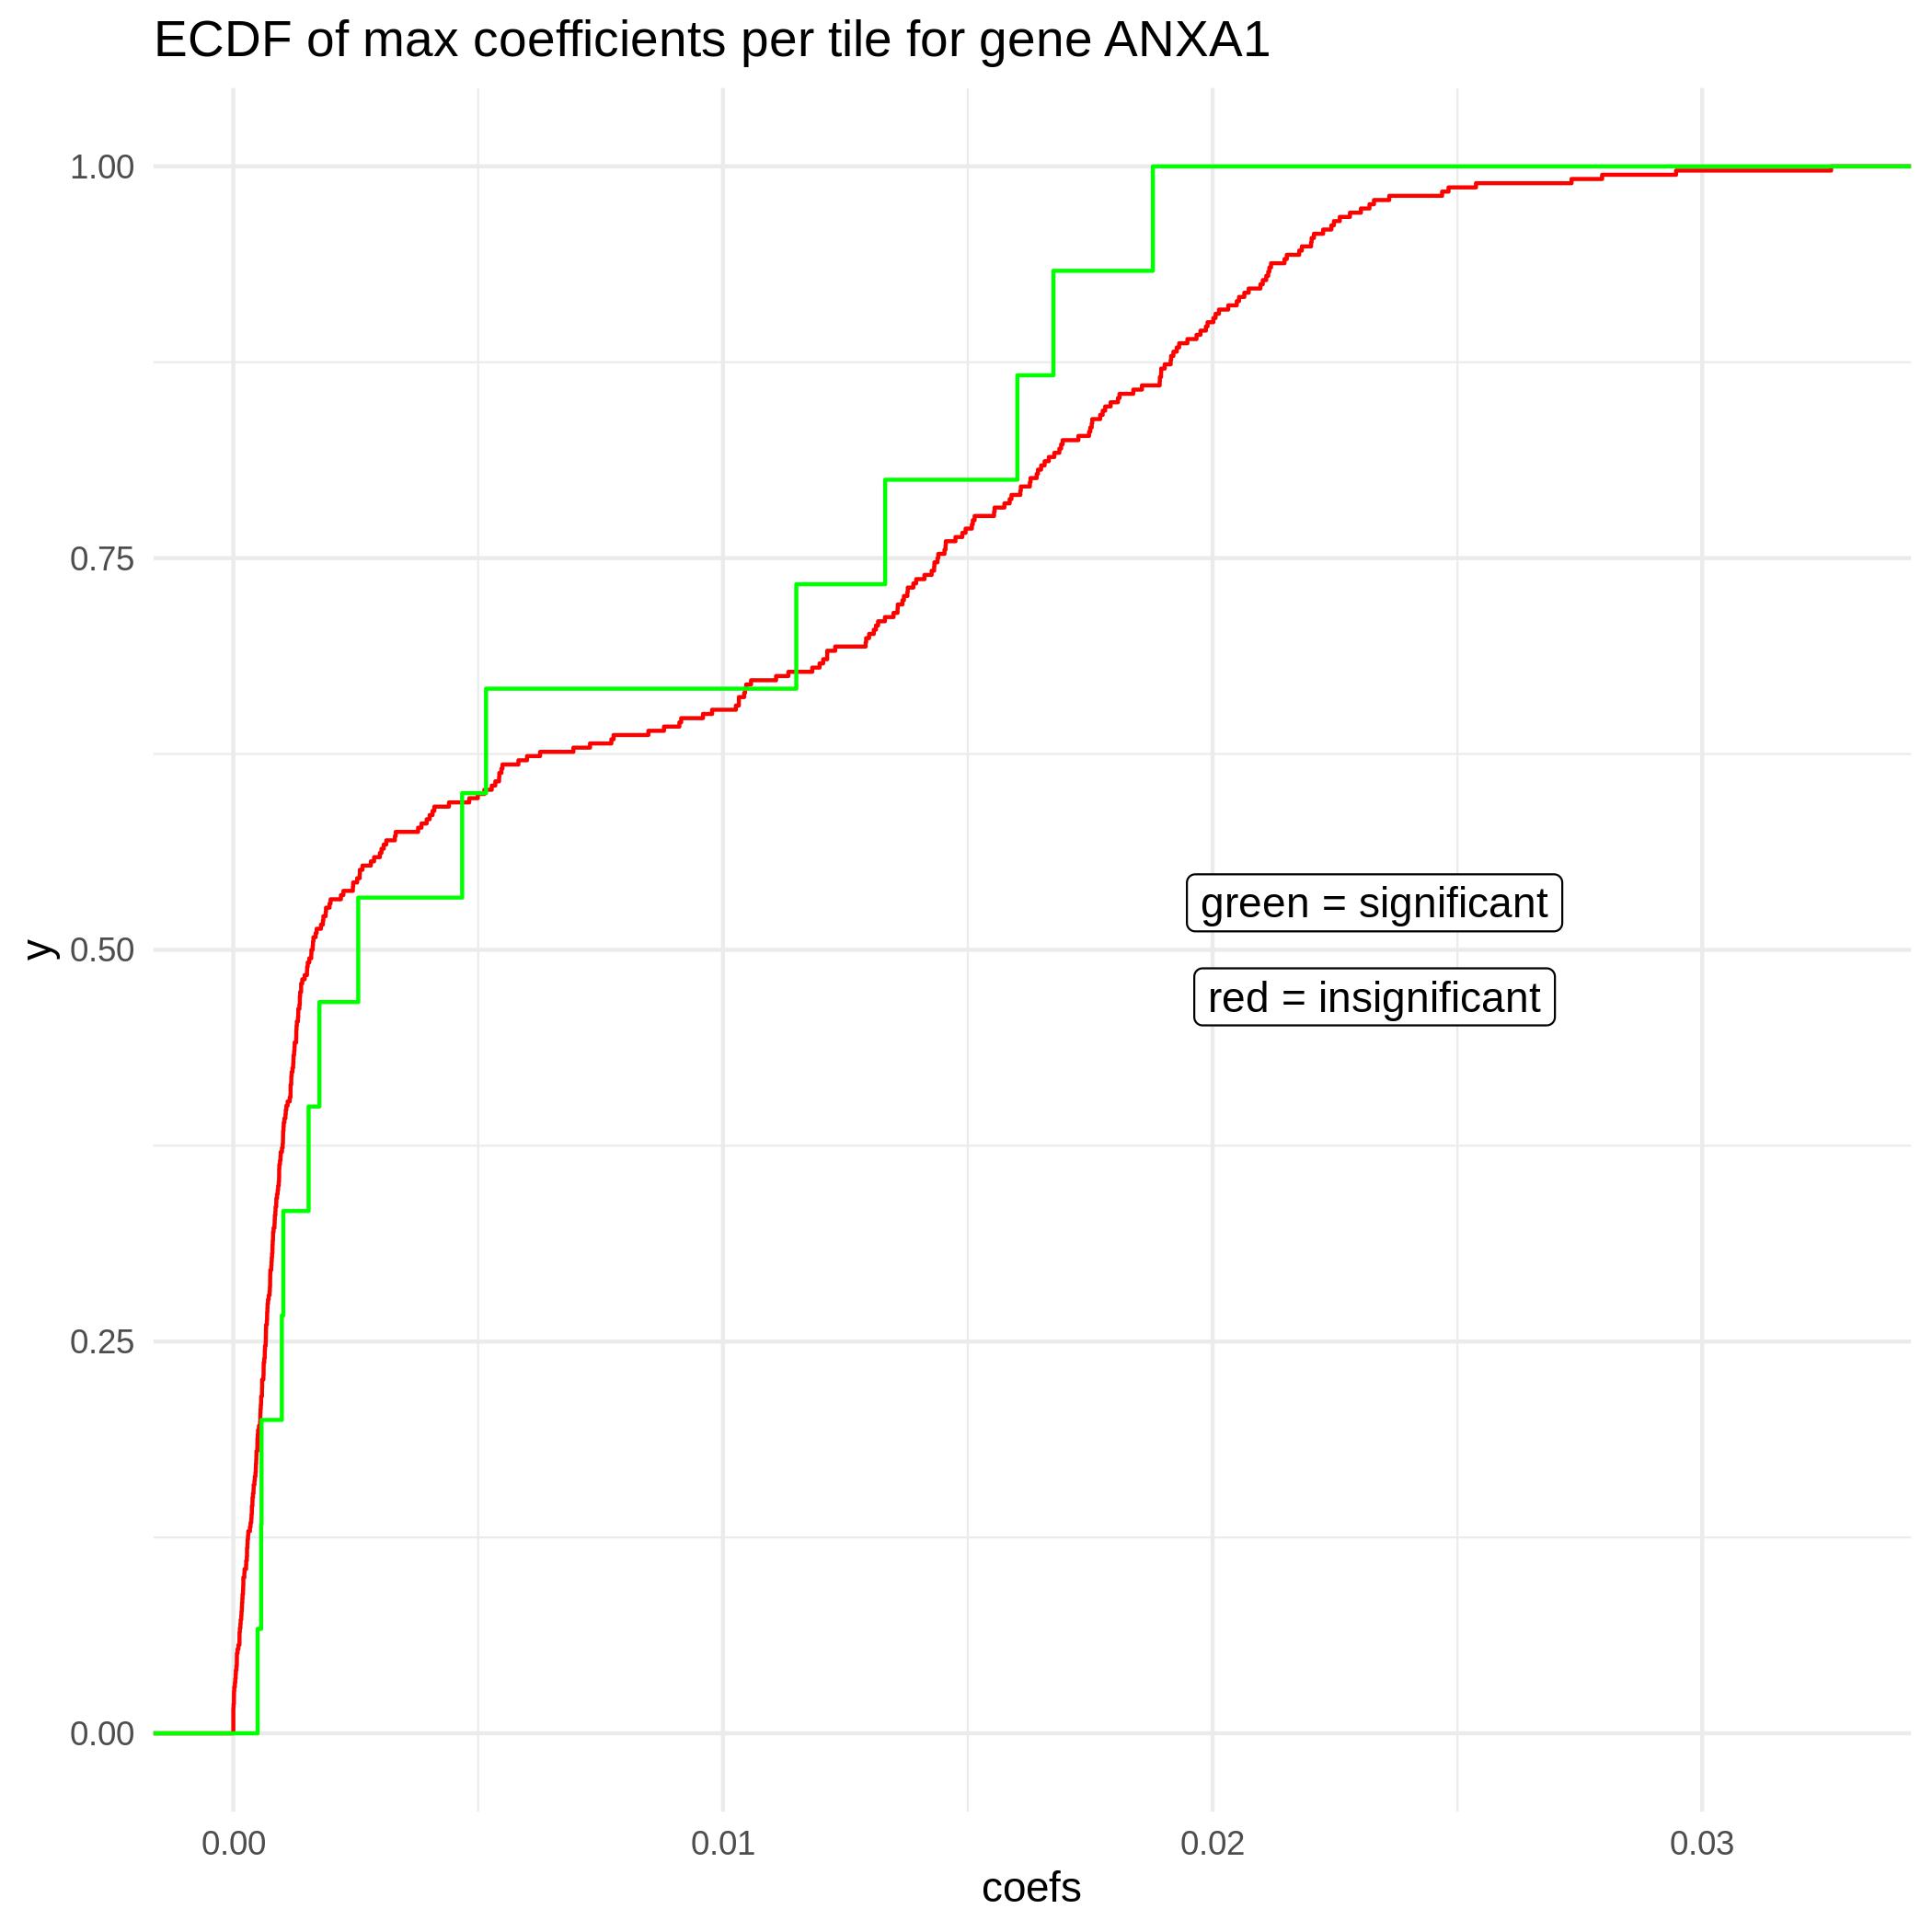 ECDF of max coefficients per tile for gene ANXA1
1.00
0.75
0.50
0.25
0.00
y
green = significant
red = insignificant
0.00 0.01 0.02 0.03
coefs